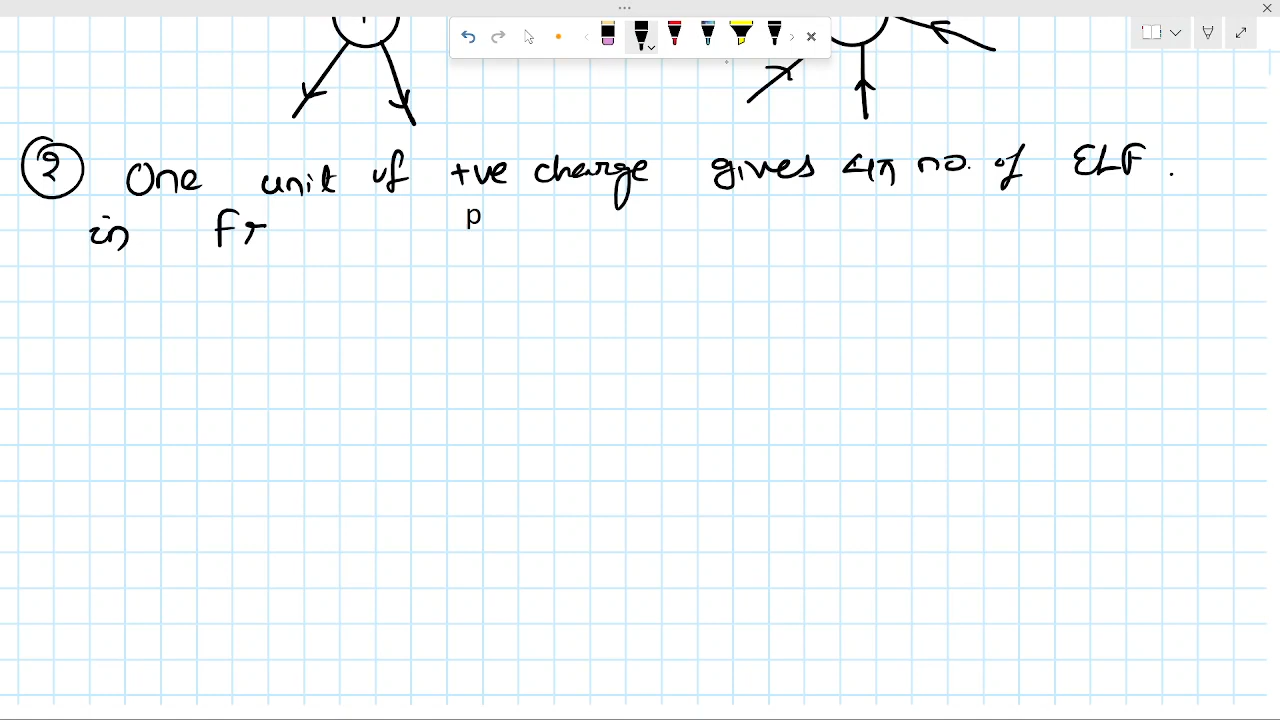 ② One unit of +ve charge gives 4π no. of ELF.
in Fr
p